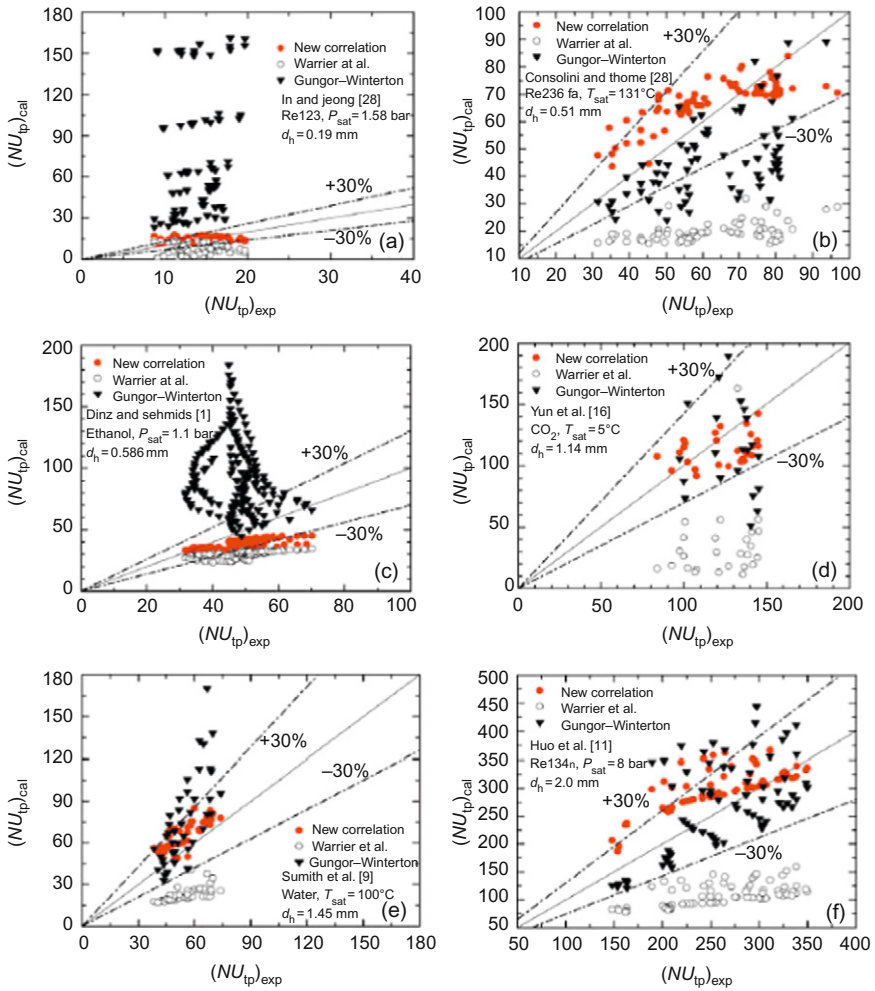 180
150
120
90
60
30
0
0
10
20
30
40
(NUtp)cal
(NUtp)exp
New correlation
Warrier at al.
Gungor–Winterton
In and jeong [28]
Re123, Psat = 1.58 bar
dh = 0.19 mm
+30%
–30%
(a)
100
90
80
70
60
50
40
30
20
10
10
20
30
40
50
60
70
80
90
100
(NUtp)cal
(NUtp)exp
+30%
New correlation
Warrier at al.
Gungor–Winterton
Consolini and thome [28]
Re236 fa, Tsat = 131°C
dh = 0.51 mm
–30%
(b)
200
150
100
50
0
0
20
40
60
80
100
(NUtp)cal
(NUtp)exp
New correlation
Warrier at al.
Gungor–Winterton
Dinz and sehmids [1]
Ethanol, Psat = 1.1 bar
dh = 0.586 mm
+30%
–30%
(c)
200
150
100
50
0
0
50
100
150
200
(NUtp)cal
(NUtp)exp
New correlation
Warrier et al.
Gungor–Winterton
+30%
Yun et al. [16]
CO2, Tsat = 5°C
dh = 1.14 mm
–30%
(d)
180
150
120
90
60
30
0
0
30
60
90
120
150
180
(NUtp)cal
(NUtp)exp
+30%
–30%
New correlation
Warrier et al.
Gungor–Winterton
Sumith et al. [9]
Water, Tsat = 100°C
dh = 1.45 mm
(e)
500
450
400
350
300
250
200
150
100
50
50
100
150
200
250
300
350
400
(NUtp)cal
(NUtp)exp
New correlation
Warrier et al.
Gungor–Winterton
Huo et al. [11]
Re134n, Psat = 8 bar
dh = 2.0 mm
+30%
–30%
(f)